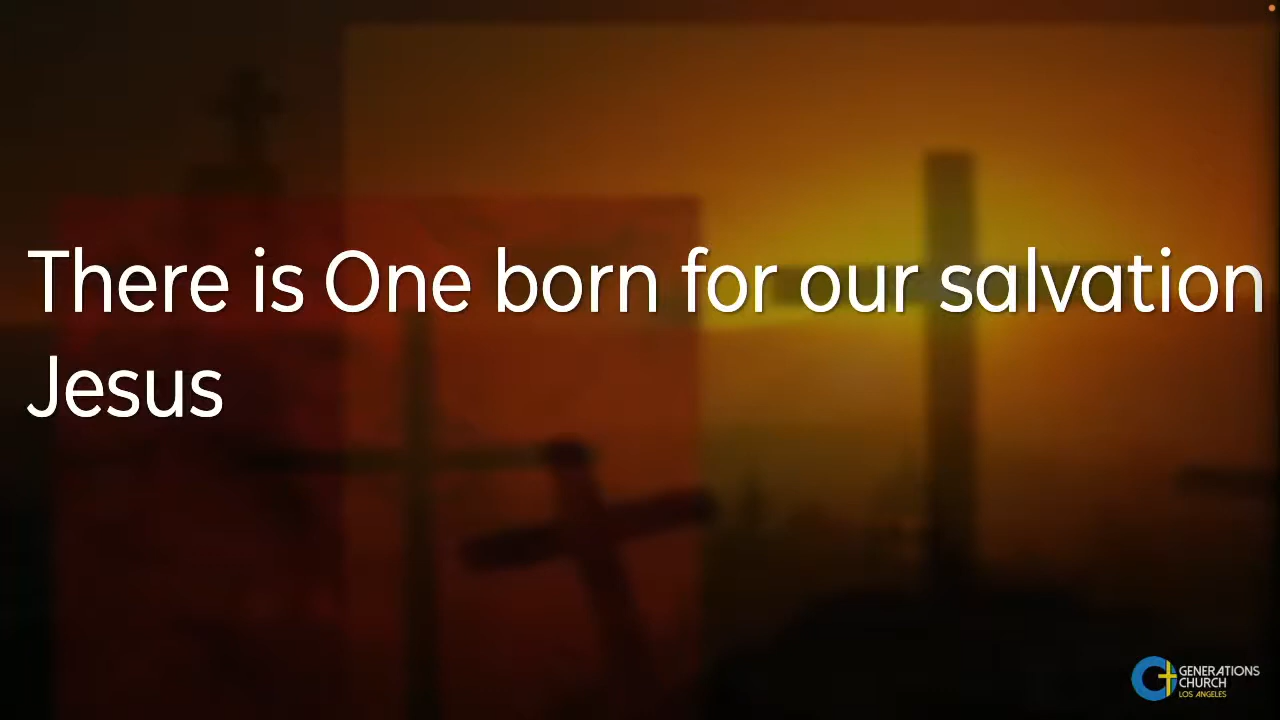 There is One born for our salvation
Jesus
GENERATIONS
CHURCH
LOS ANGELES